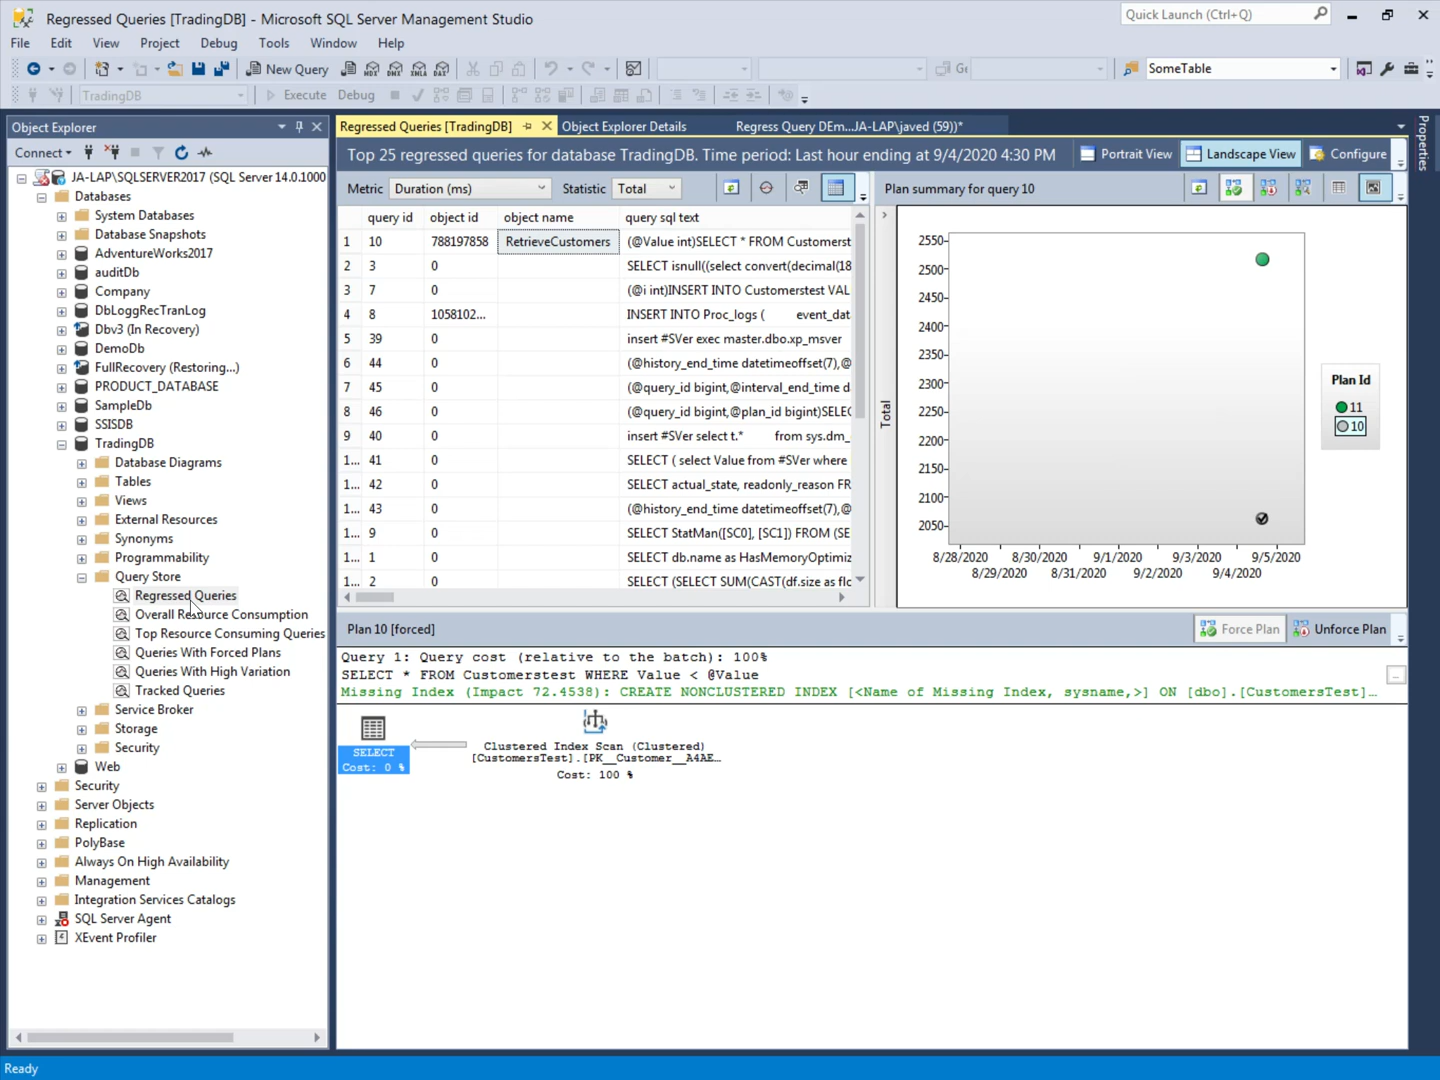 Regressed Queries [TradingDB] - Microsoft SQL Server Management Studio
Quick Launch (Ctrl+Q)
File Edit View Project Debug Tools Window Help
New Query
MDX DMX XMLA DAX
SomeTable
TradingDB
Execute Debug
Object Explorer
Connect
JA-LAP\SQLSERVER2017 (SQL Server 14.0.1000
Databases
System Databases
Database Snapshots
AdventureWorks2017
auditDb
Company
DbLoggRecTranLog
Dbv3 (In Recovery)
DemoDb
FullRecovery (Restoring...)
PRODUCT_DATABASE
SampleDb
SSISDB
TradingDB
Database Diagrams
Tables
Views
External Resources
Synonyms
Programmability
Query Store
Regressed Queries
Overall Resource Consumption
Top Resource Consuming Queries
Queries With Forced Plans
Queries With High Variation
Tracked Queries
Service Broker
Storage
Security
Web
Security
Server Objects
Replication
PolyBase
Always On High Availability
Management
Integration Services Catalogs
SQL Server Agent
XEvent Profiler
Regressed Queries [TradingDB] Object Explorer Details Regress Query DEm...JA-LAP\javed (59))*
Properties
Top 25 regressed queries for database TradingDB. Time period: Last hour ending at 9/4/2020 4:30 PM
Portrait View Landscape View Configure
Metric Duration (ms) Statistic Total
query id object id object name query sql text
1 10 788197858 RetrieveCustomers (@Value int)SELECT * FROM Customerst
2 3 0 SELECT isnull((select convert(decimal(18
3 7 0 (@i int)INSERT INTO Customerstest VAL
4 8 1058102... INSERT INTO Proc_logs ( event_dat
5 39 0 insert #SVer exec master.dbo.xp_msver
6 44 0 (@history_end_time datetimeoffset(7),@
7 45 0 (@query_id bigint,@interval_end_time d
8 46 0 (@query_id bigint,@plan_id bigint)SELEC
9 40 0 insert #SVer select t.* from sys.dm_
1... 41 0 SELECT ( select Value from #SVer where
1... 42 0 SELECT actual_state, readonly_reason FR
1... 43 0 (@history_end_time datetimeoffset(7),@
1... 9 0 SELECT StatMan([SC0], [SC1]) FROM (SE
1... 1 0 SELECT db.name as HasMemoryOptimiz
1... 2 0 SELECT (SELECT SUM(CAST(df.size as flo
Plan summary for query 10
Total
2550
2500
2450
2400
2350
2300
2250
2200
2150
2100
2050
8/28/2020 8/30/2020 9/1/2020 9/3/2020 9/5/2020
8/29/2020 8/31/2020 9/2/2020 9/4/2020
Plan Id
11
10
Plan 10 [forced]
Force Plan Unforce Plan
Query 1: Query cost (relative to the batch): 100%
SELECT * FROM Customerstest WHERE Value < @Value
Missing Index (Impact 72.4538): CREATE NONCLUSTERED INDEX [<Name of Missing Index, sysname,>] ON [dbo].[CustomersTest]...
SELECT
Cost: 0 %
Clustered Index Scan (Clustered)
[CustomersTest].[PK__Customer__A4AE...
Cost: 100 %
Ready